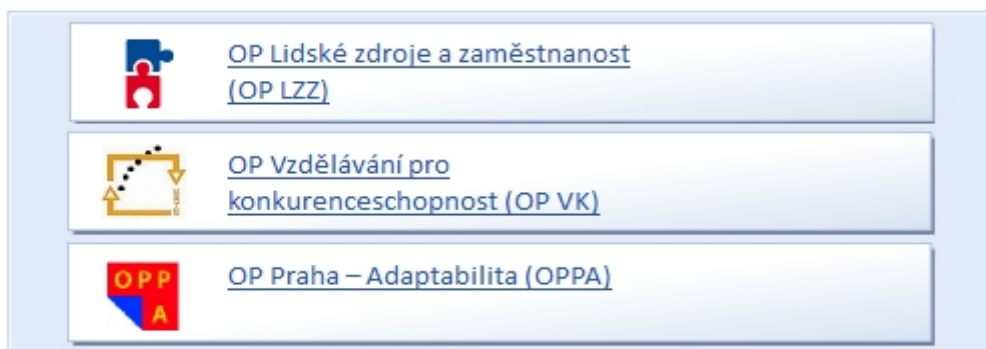 OP Lidské zdroje a zaměstnanost
(OP LZZ)
OP Vzdělávání pro
konkurenceschopnost (OP VK)
OPP
A
OP Praha – Adaptabilita (OPPA)